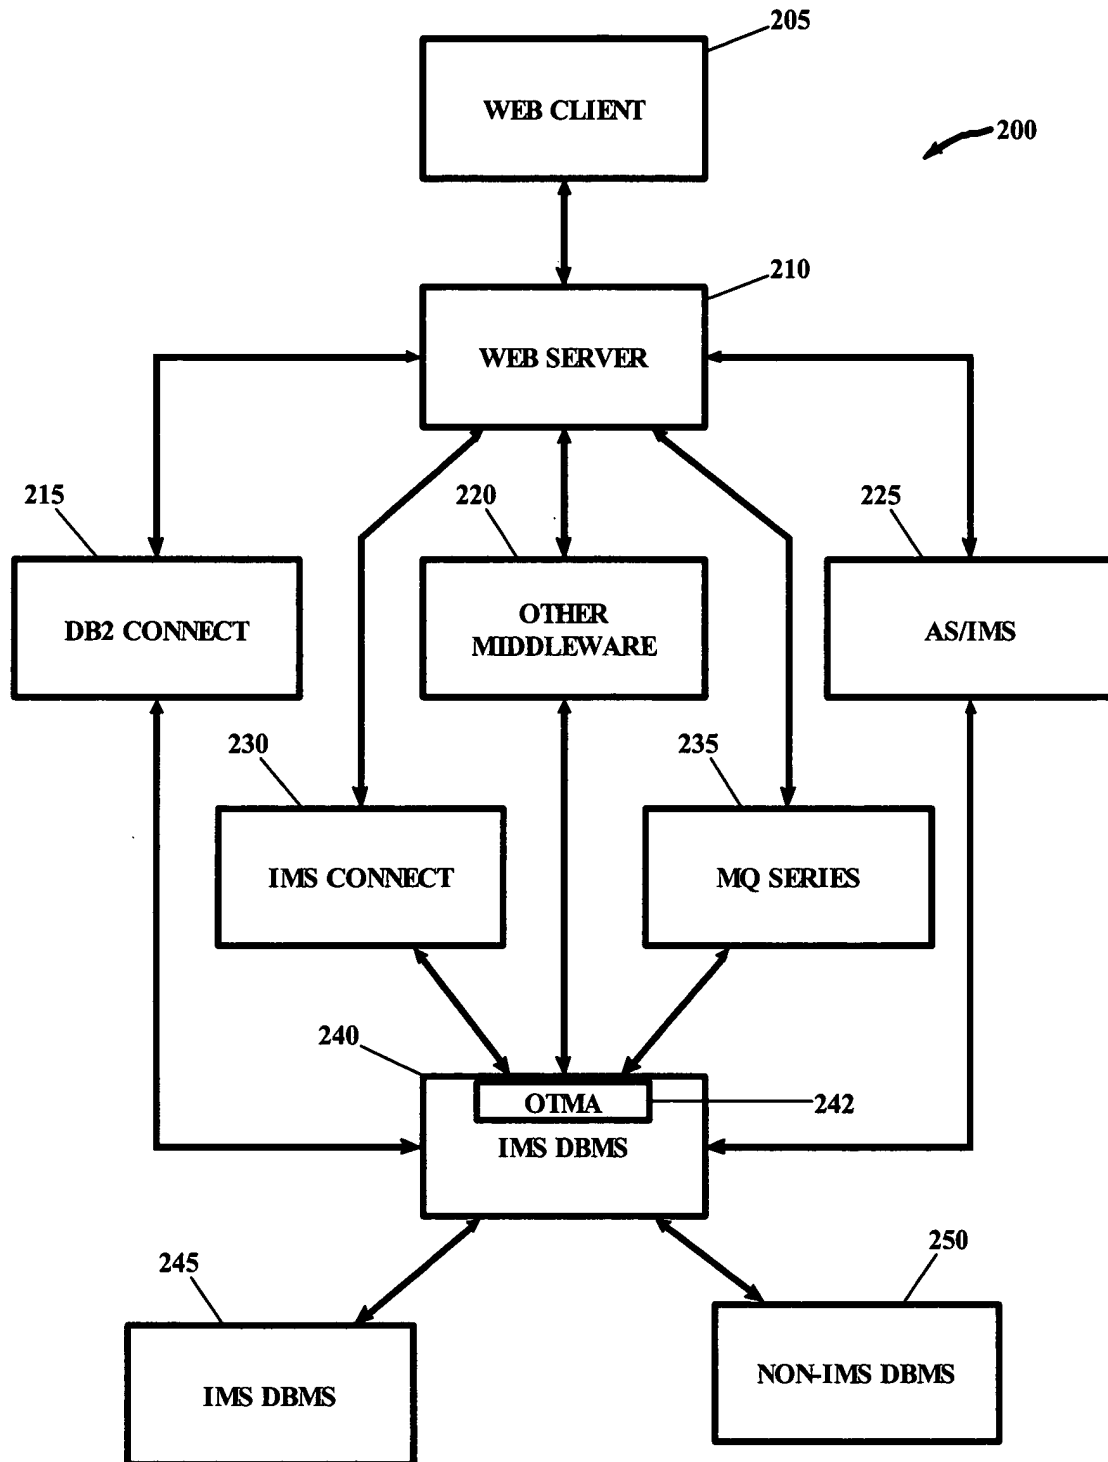 205
WEB CLIENT
200
210
WEB SERVER
215
220
225
DB2 CONNECT
OTHER
MIDDLEWARE
AS/IMS
230
235
IMS CONNECT
MQ SERIES
240
OTMA
242
IMS DBMS
245
250
IMS DBMS
NON-IMS DBMS